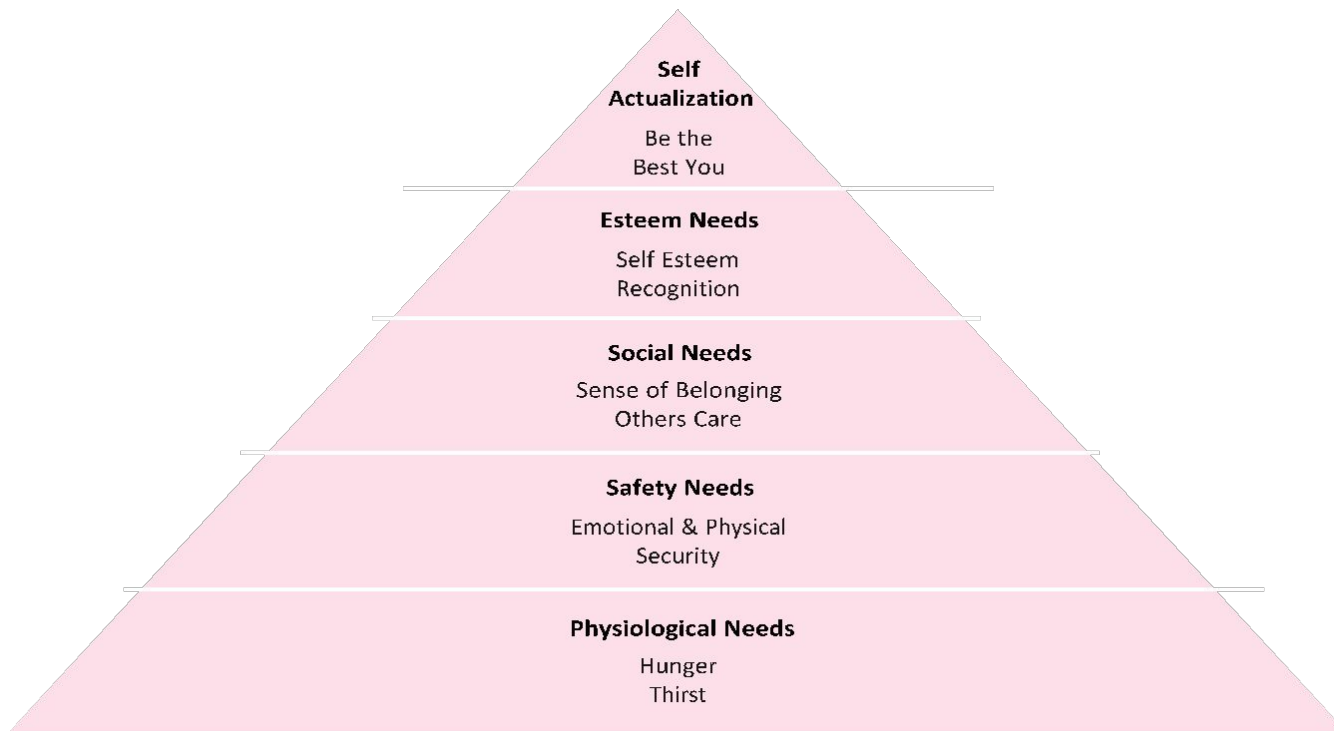 Self
Actualization
Be the
Best You
Esteem Needs
Self Esteem
Recognition
Social Needs
Sense of Belonging
Others Care
Safety Needs
Emotional & Physical
Security
Physiological Needs
Hunger
Thirst